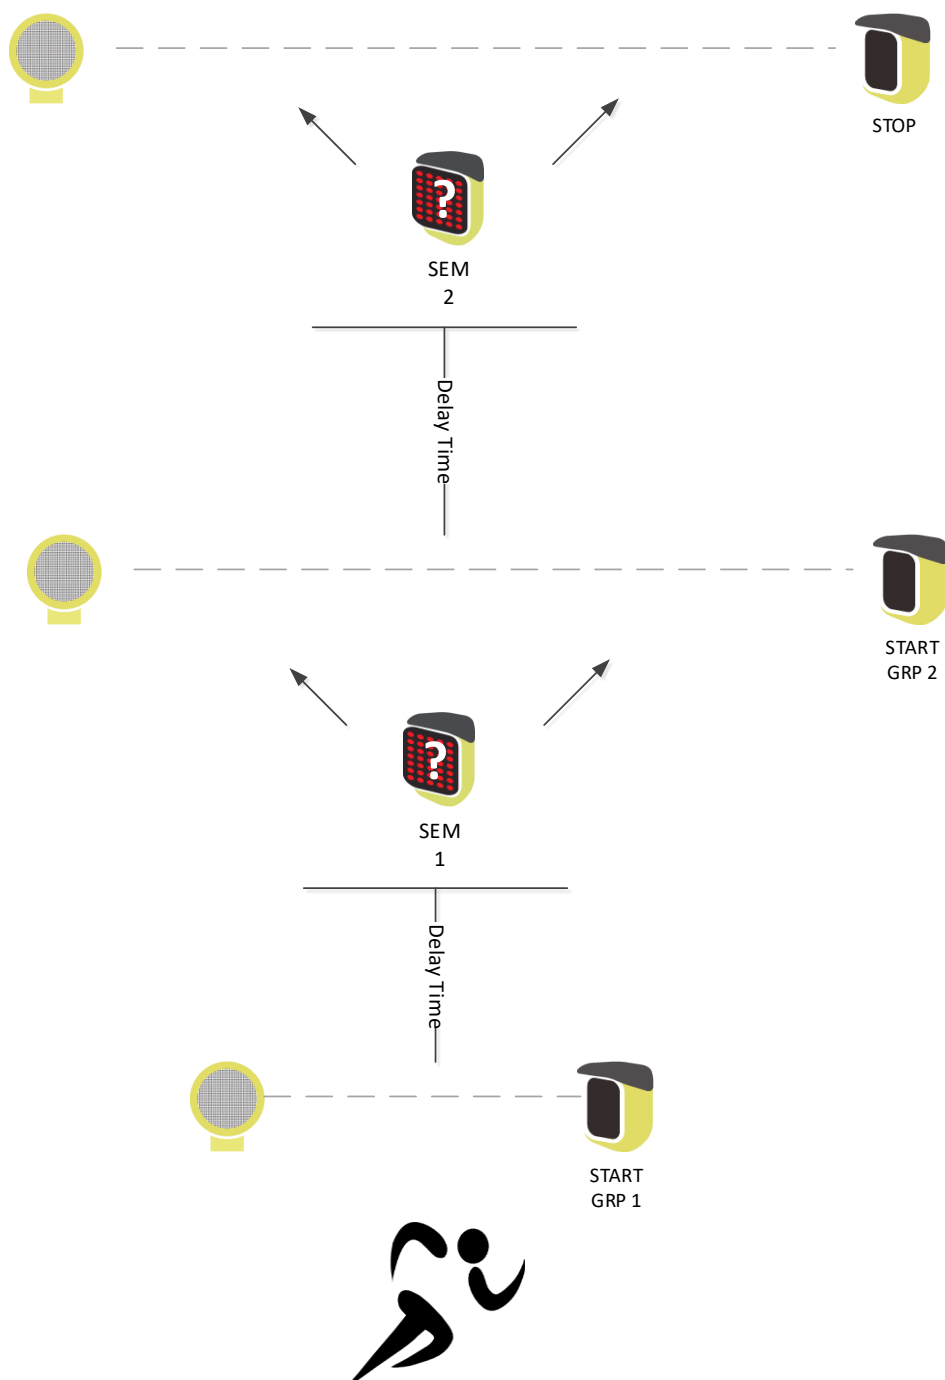 STOP
?
SEM
2
Delay Time
START
GRP 2
?
SEM
1
Delay Time
START
GRP 1